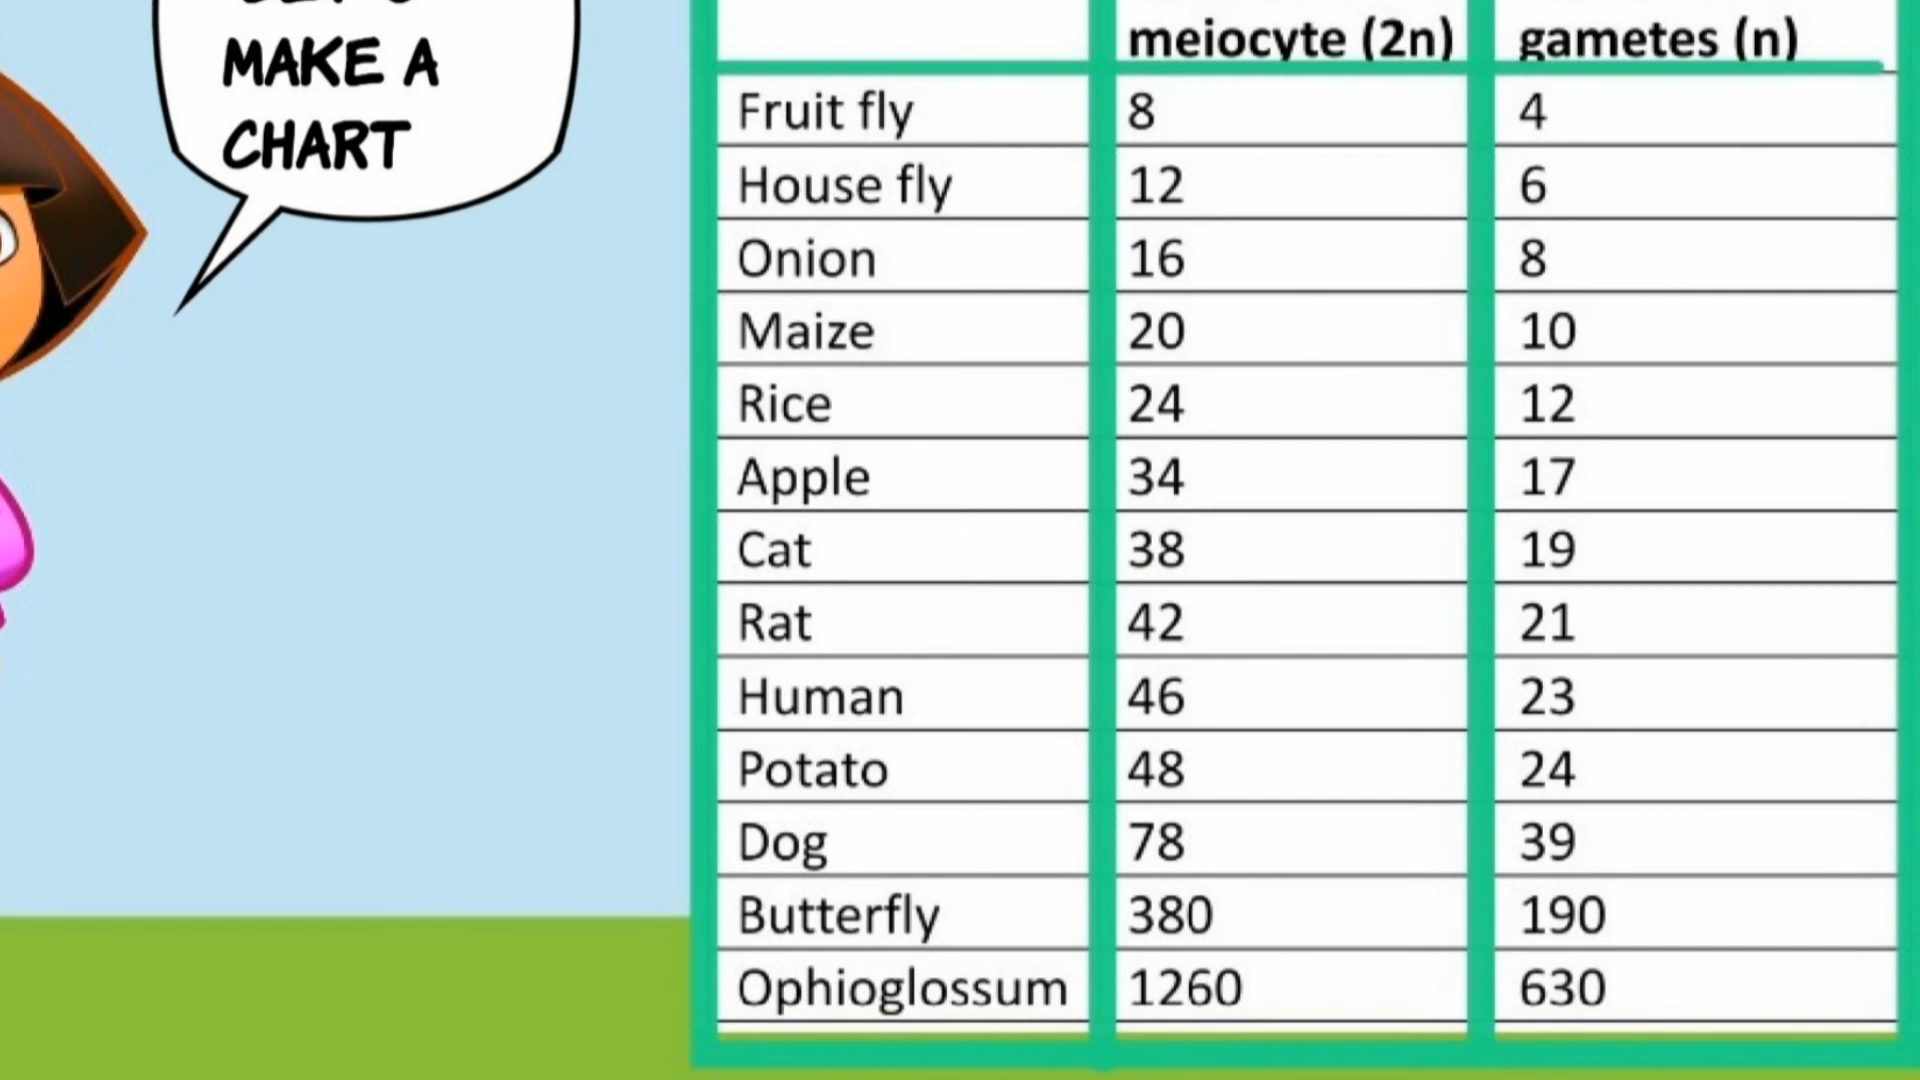 MAKE A
CHART
meiocyte (2n) gametes (n)
Fruit fly 8 4
House fly 12 6
Onion 16 8
Maize 20 10
Rice 24 12
Apple 34 17
Cat 38 19
Rat 42 21
Human 46 23
Potato 48 24
Dog 78 39
Butterfly 380 190
Ophioglossum 1260 630